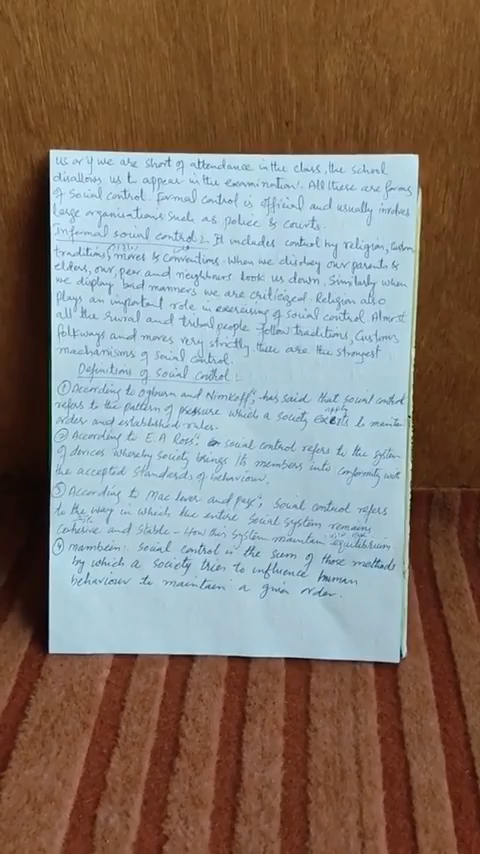 us or if we are short of attendance in the class, the school
disallows us to appear in the examination. All these are forms
of Social control. Formal control is official and usually involves
large organisations such as police & courts.
Informal social control :- It includes control by religion, custom
traditions, mores & conventions. When we disobey our parents &
elders, our peer and neighbours look us down. Similarly when
we display bad manners we are criticized. Religion also
plays an important role in exercising of social control. Almost
all the rural and tribal people follow traditions, Customs
folkways and mores very strictly. these are the strongest
mechanisms of social control.
Definitions of social control :-
① According to Ogburn and Nimkoff", has said that social control
refers to the pattern of pressure which a society exerts to maintain
order and established rules.
② According to E. A Ross", social control refers to the system
of devices whereby society brings its members into conformity with
the accepted standards of behaviour.
③ According to Mac Iver and page", Social control refers
to the way in which the entire social system remains
Cohesive and Stable - How this system maintain equilibrium.
④ mamheim: Social control is the sum of those methods
by which a society tries to influence human
behaviour to maintain a given order.